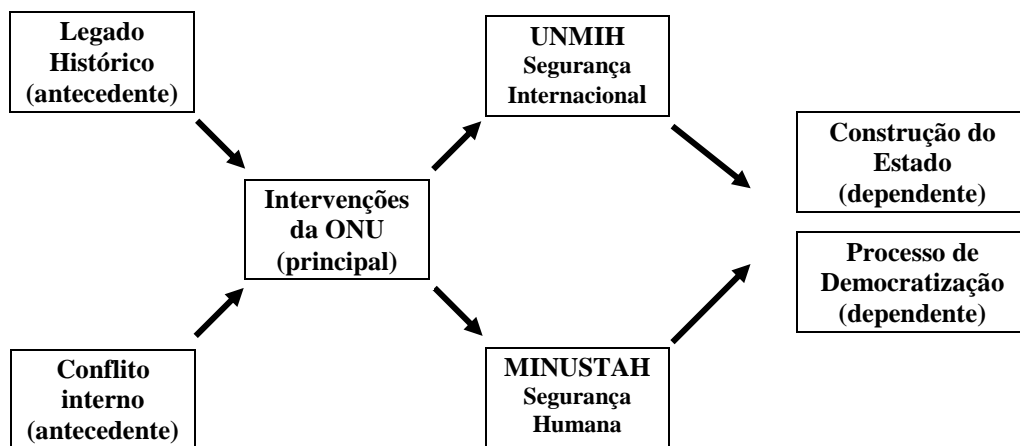 Legado
Histórico
(antecedente)
UNMIH
Segurança
Internacional
Construção do
Estado
(dependente)
Intervenções
da ONU
(principal)
Processo de
Democratização
(dependente)
Conflito
interno
(antecedente)
MINUSTAH
Segurança
Humana